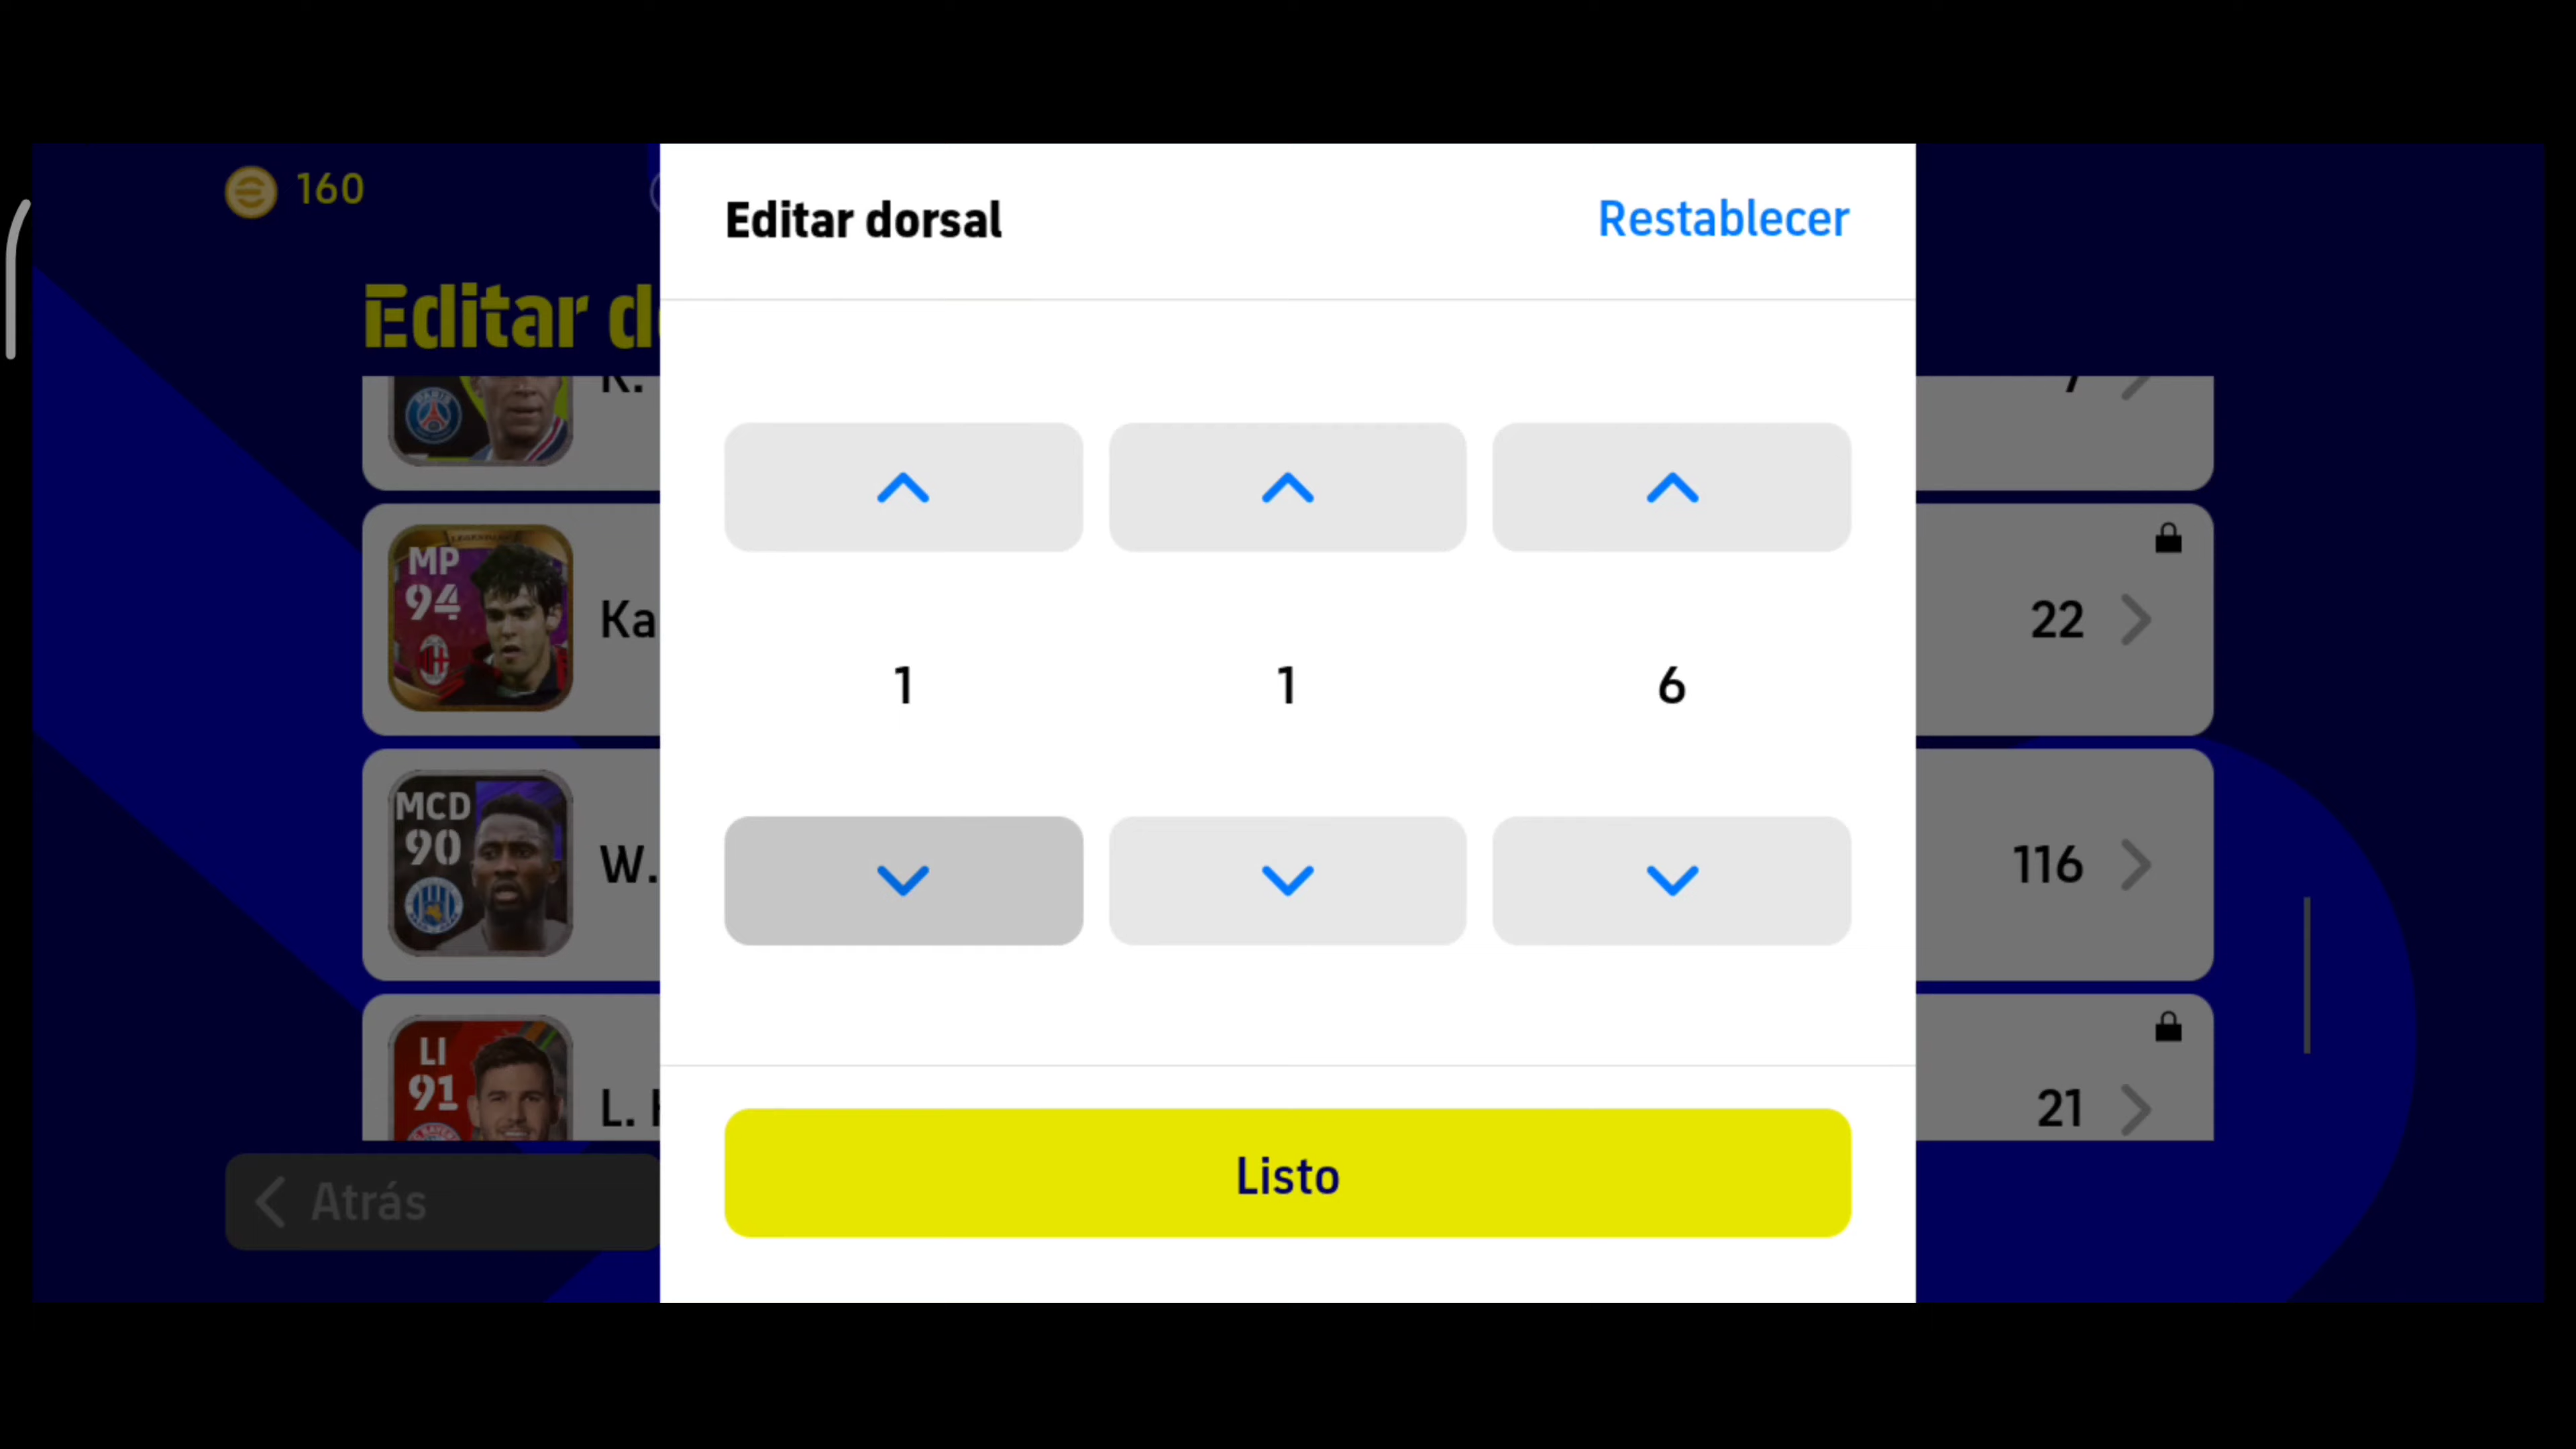 160
Editar dorsal
Restablecer
Editar d
K.
7
MP
94
Ka
22
1 1 6
MCD
90
W.
116
LI
91
L.
21
Listo
Atrás